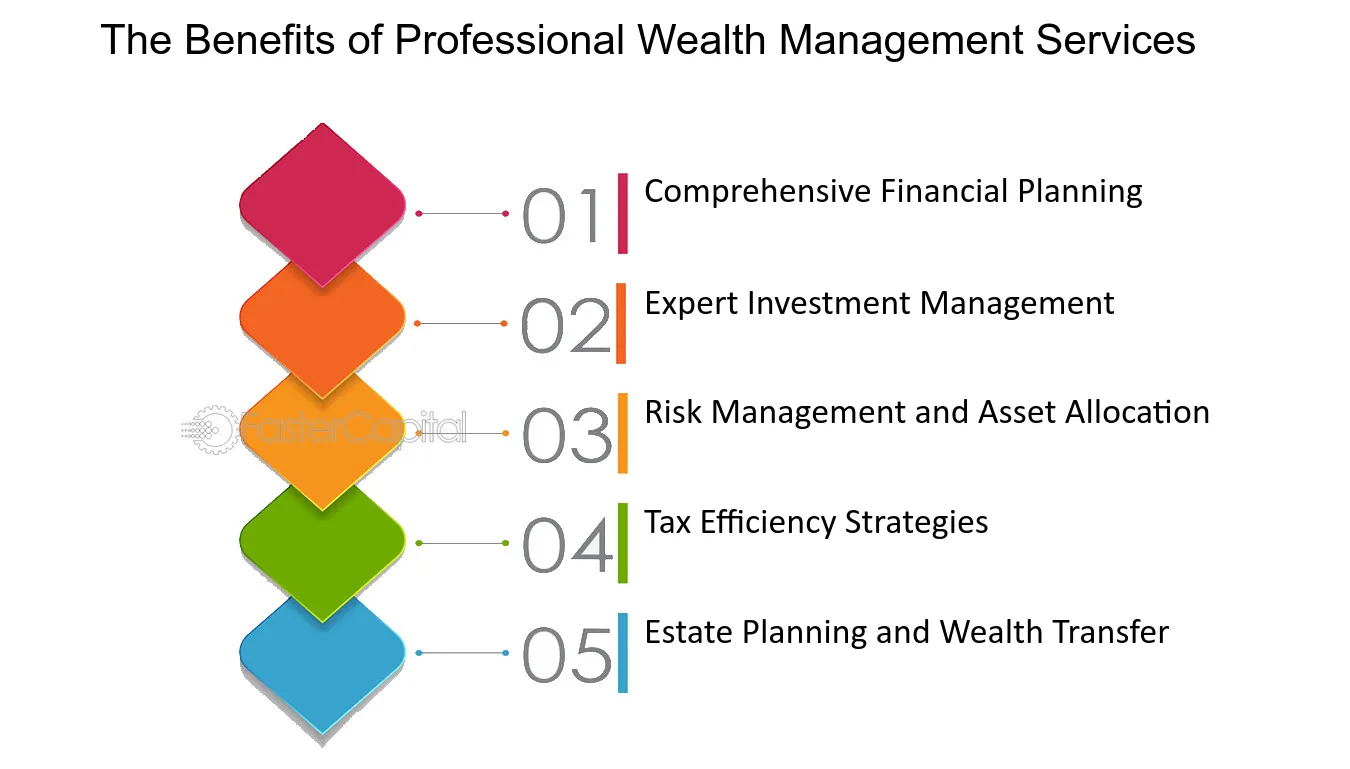 The Benefits of Professional Wealth Management Services
01 Comprehensive Financial Planning
02 Expert Investment Management
FasterCapital
03 Risk Management and Asset Allocation
04 Tax Efficiency Strategies
05 Estate Planning and Wealth Transfer